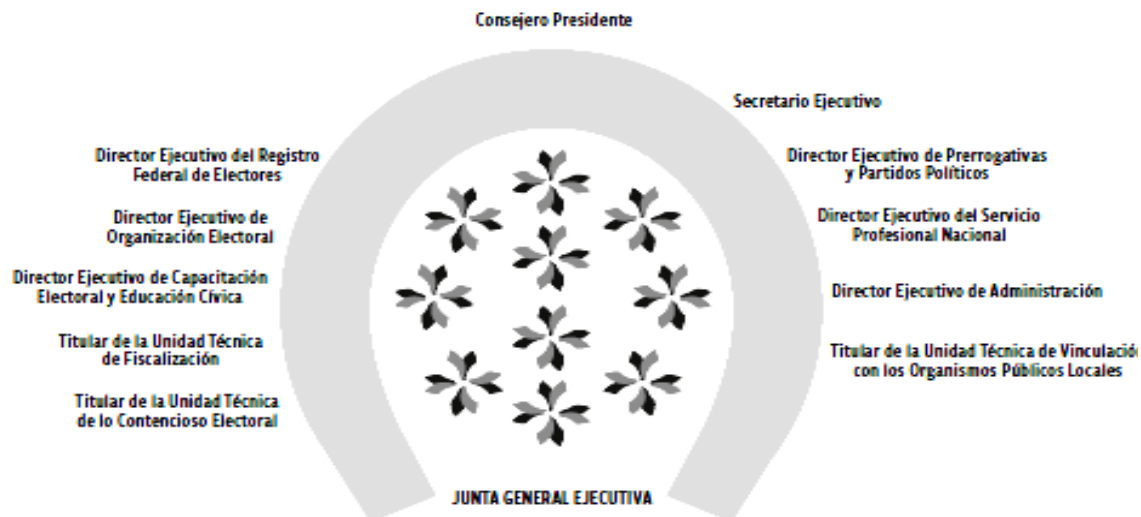 Consejero Presidente
Secretario Ejecutivo
Director Ejecutivo del Registro
Federal de Electores
Director Ejecutivo de Prerrogativas
y Partidos Políticos
Director Ejecutivo de
Organización Electoral
Director Ejecutivo del Servicio
Profesional Nacional
Director Ejecutivo de Capacitación
Electoral y Educación Cívica
Director Ejecutivo de Administración
Titular de la Unidad Técnica
de Fiscalización
Titular de la Unidad Técnica de Vinculación
con los Organismos Públicos Locales
Titular de la Unidad Técnica
de lo Contencioso Electoral
JUNTA GENERAL EJECUTIVA